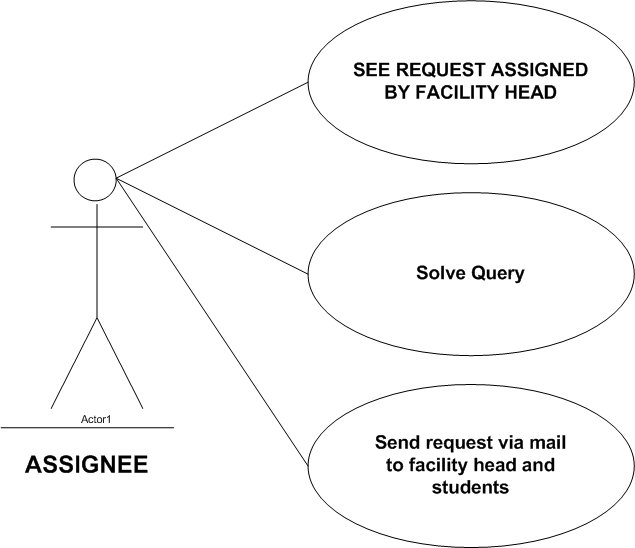 SEE REQUEST ASSIGNED
BY FACILITY HEAD
Solve Query
Actor1
ASSIGNEE
Send request via mail
to facility head and
students